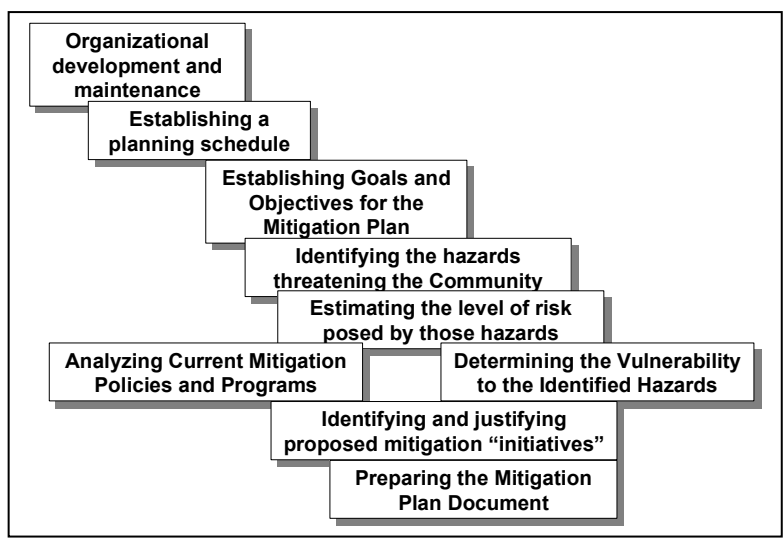 Organizational
development and
maintenance
Establishing a
planning schedule
Establishing Goals and
Objectives for the
Mitigation Plan
Identifying the hazards
threatening the Community
Estimating the level of risk
posed by those hazards
Analyzing Current Mitigation
Policies and Programs
Determining the Vulnerability
to the Identified Hazards
Identifying and justifying
proposed mitigation “initiatives”
Preparing the Mitigation
Plan Document